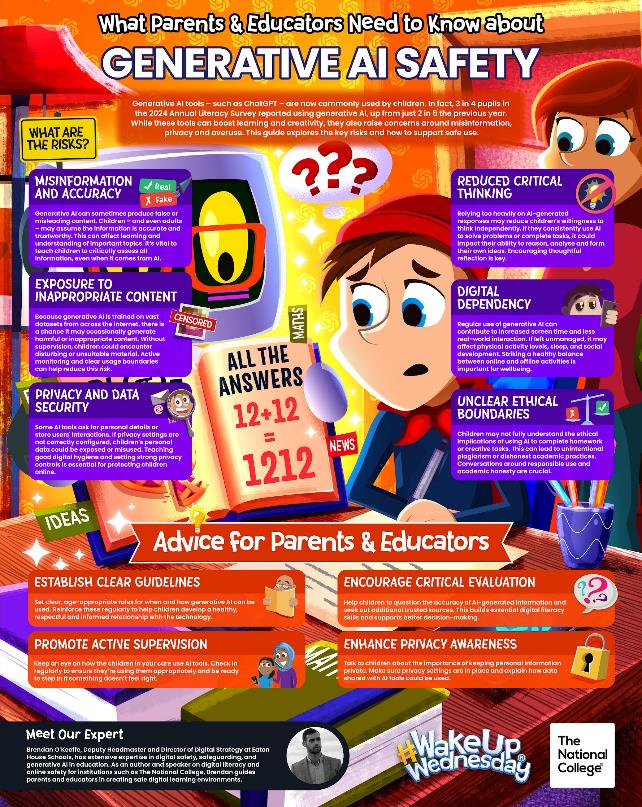 What Parents & Educators Need to Know about
GENERATIVE AI SAFETY
Generative AI tools – such as ChatGPT – are now commonly used by children. In fact, 3 in 4 pupils in
the 2024 Annual Literacy Survey reported using generative AI, up from just 2 in 5 the previous year.
While these tools can boost learning and creativity, they also raise concerns around misinformation,
privacy and overuse. This guide explores the key risks and how to support safe use.
WHAT ARE
THE RISKS?
???
MISINFORMATION
AND ACCURACY
Real
Fake
Generative AI can sometimes produce false or
misleading content. Children – and even adults
– may assume the information is accurate and
trustworthy. This can affect learning and
understanding of important topics. It's vital to
teach children to critically assess all
information, even when it comes from AI.
EXPOSURE TO
INAPPROPRIATE CONTENT
CENSORED
Because generative AI is trained on vast
datasets from across the internet, there is
a chance it may occasionally generate
harmful or inappropriate content. Without
supervision, children could encounter
disturbing or unsuitable material. Active
monitoring and clear usage boundaries
can help reduce this risk.
PRIVACY AND DATA
SECURITY
Some AI tools ask for personal details or
store users' interactions. If privacy settings are
not correctly configured, children's personal
data could be exposed or misused. Teaching
good digital hygiene and setting strong privacy
controls is essential for protecting children
online.
REDUCED CRITICAL
THINKING
Relying too heavily on AI-generated
responses may reduce children's willingness to
think independently. If they consistently use AI
to solve problems or complete tasks, it could
impact their ability to reason, analyse and form
their own ideas. Encouraging thoughtful
reflection is key.
DIGITAL
DEPENDENCY
Regular use of generative AI can
contribute to increased screen time and less
real-world interaction. If left unmanaged, it may
affect physical activity levels, sleep, and social
development. Striking a healthy balance
between online and offline activities is
important for wellbeing.
UNCLEAR ETHICAL
BOUNDARIES
Children may not fully understand the ethical
implications of using AI to complete homework
or creative tasks. This can lead to unintentional
plagiarism or dishonest academic practices.
Conversations around responsible use and
academic honesty are crucial.
MATHS
ALL THE
ANSWERS
12+12
=
1212
NEWS
IDEAS
Advice for Parents & Educators
ESTABLISH CLEAR GUIDELINES
Set clear, age-appropriate rules for when and how generative AI can be
used. Reinforce these regularly to help children develop a healthy,
respectful and informed relationship with the technology.
ENCOURAGE CRITICAL EVALUATION
Help children to question the accuracy of AI-generated information and
seek out additional trusted sources. This builds essential digital literacy
skills and supports better decision-making.
PROMOTE ACTIVE SUPERVISION
Keep an eye on how the children in your care use AI tools. Check in
regularly to ensure they're using them appropriately and be ready
to step in if something doesn't feel right.
ENHANCE PRIVACY AWARENESS
Talk to children about the importance of keeping personal information
private. Make sure privacy settings are in place and explain how data
shared with AI tools could be used.
Meet Our Expert
Brendan O'Keeffe, Deputy Headmaster and Director of Digital Strategy at Eaton
House Schools, has extensive expertise in digital safety, safeguarding, and
generative AI in education. As an author and speaker on digital literacy and
online safety for institutions such as The National College, Brendan guides
parents and educators in creating safe digital learning environments.
#WakeUp
Wednesday
The
National
College®